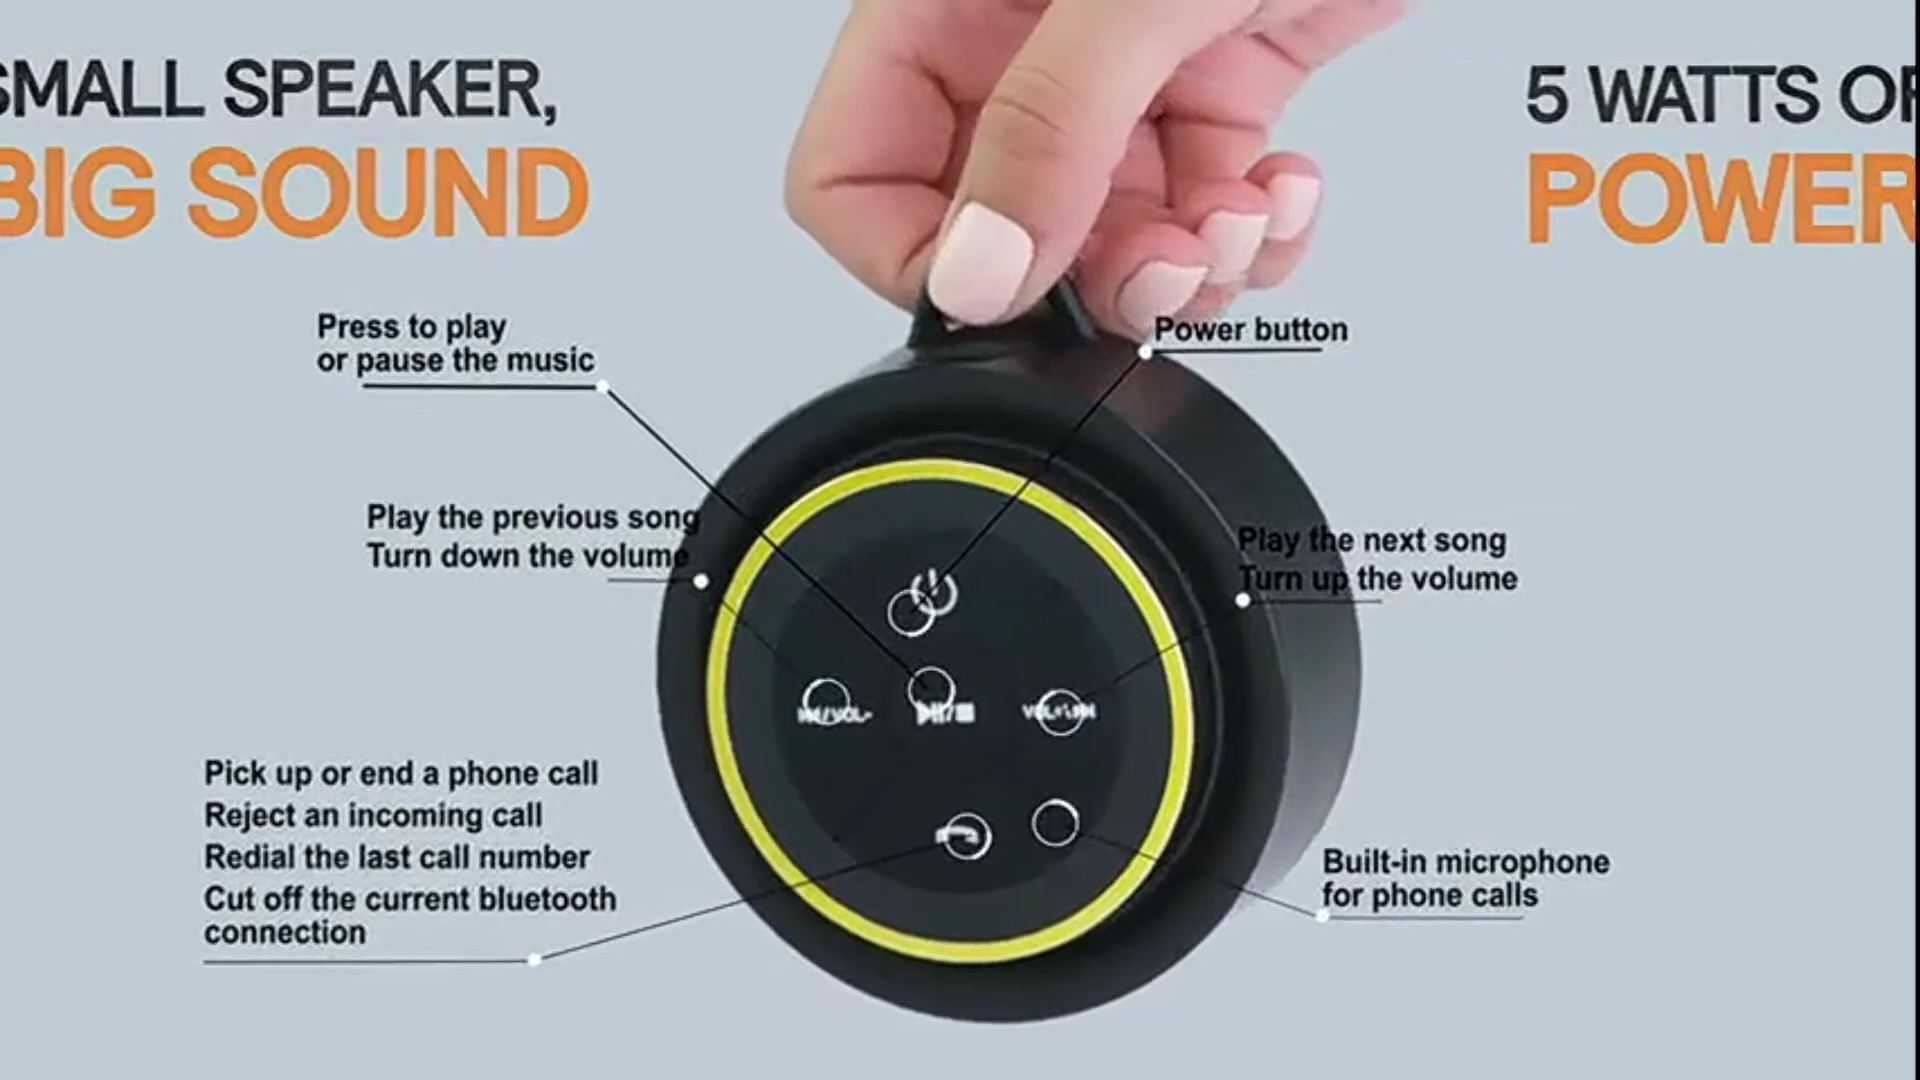 SMALL SPEAKER,
BIG SOUND
5 WATTS OF
POWER
Press to play
or pause the music
Power button
Play the previous song
Turn down the volume
Play the next song
Turn up the volume
VOL-
VOL+
Pick up or end a phone call
Reject an incoming call
Redial the last call number
Cut off the current bluetooth
connection
Built-in microphone
for phone calls